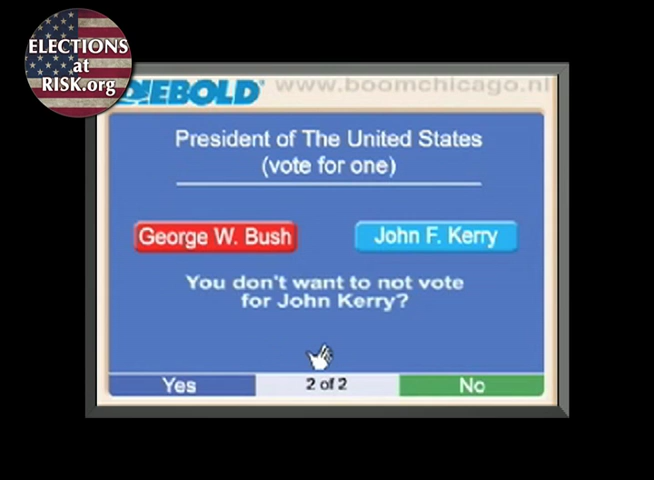 ELECTIONS
at
RISK.org
DIEBOLD
www.boomchicago.nl
President of The United States
(vote for one)
George W. Bush
John F. Kerry
You don't want to not vote
for John Kerry?
Yes
2 of 2
No